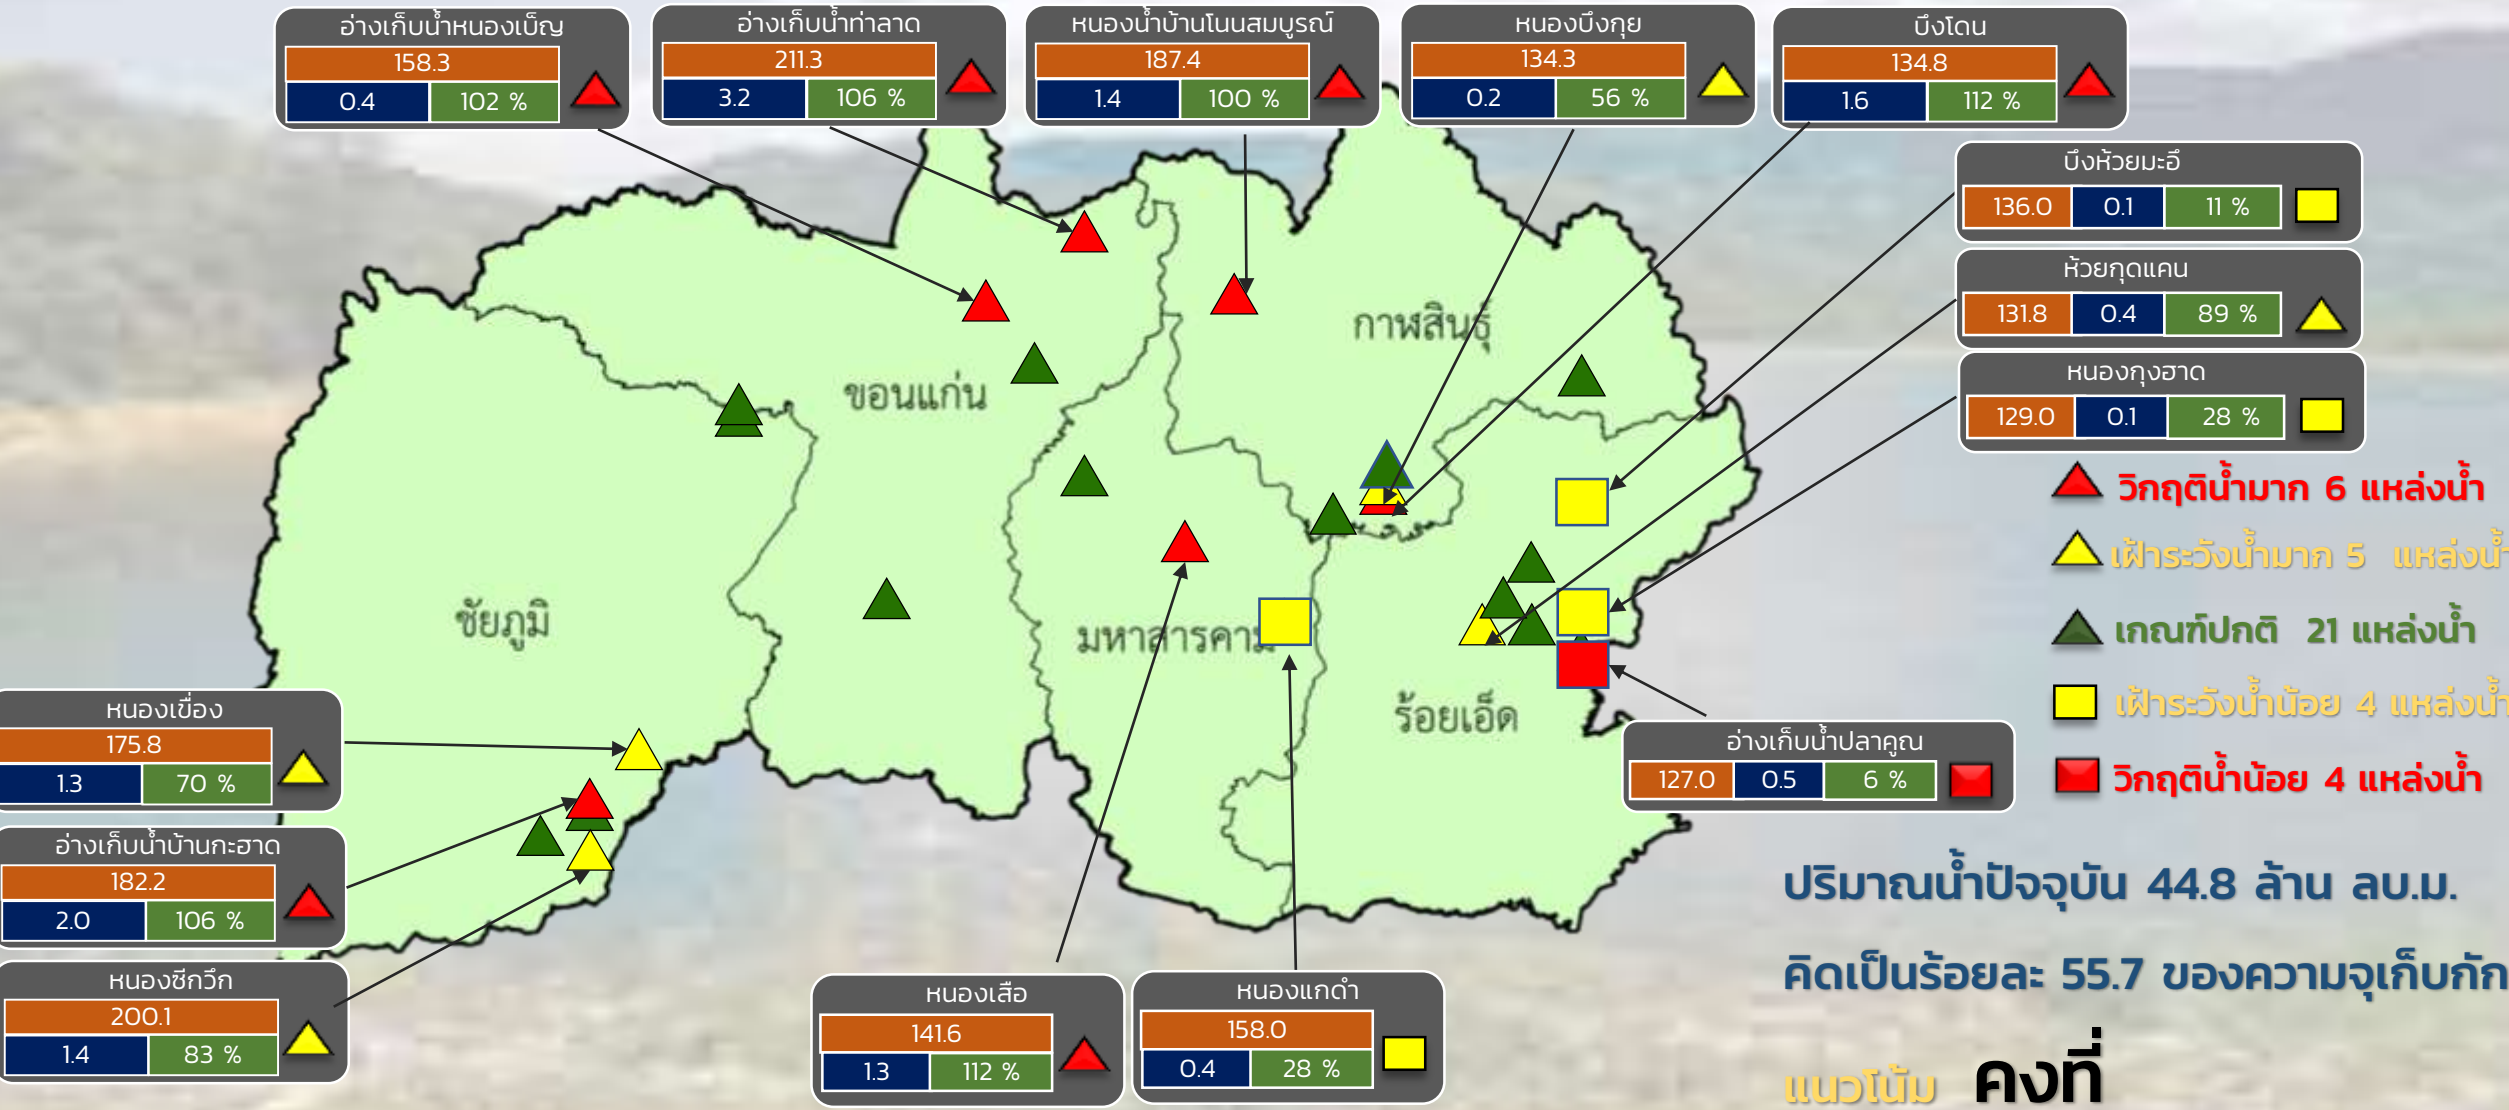 อ่างเก็บน้ำหนองเบ็ญ
158.3
0.4 102 %
อ่างเก็บน้ำท่าลาด
211.3
3.2 106 %
หนองน้ำบ้านโนนสมบูรณ์
187.4
1.4 100 %
หนองบึงกุย
134.3
0.2 56 %
บึงโดน
134.8
1.6 112 %
บึงห้วยมะอึ
136.0 0.1 11 %
ห้วยกุดแคน
131.8 0.4 89 %
หนองกุงฮาด
129.0 0.1 28 %
กาฬสินธุ์
ขอนแก่น
ชัยภูมิ
มหาสารคาม
ร้อยเอ็ด
วิกฤติน้ำมาก 6 แหล่งน้ำ
เฝ้าระวังน้ำมาก 5 แหล่งน้ำ
เกณฑ์ปกติ 21 แหล่งน้ำ
เฝ้าระวังน้ำน้อย 4 แหล่งน้ำ
วิกฤติน้ำน้อย 4 แหล่งน้ำ
หนองเขื่อง
175.8
1.3 70 %
อ่างเก็บน้ำบ้านกะฮาด
182.2
2.0 106 %
หนองซีกวึก
200.1
1.4 83 %
หนองเสือ
141.6
1.3 112 %
หนองแกดำ
158.0
0.4 28 %
อ่างเก็บน้ำปลาคูณ
127.0 0.5 6 %
ปริมาณน้ำปัจจุบัน 44.8 ล้าน ลบ.ม.
คิดเป็นร้อยละ 55.7 ของความจุเก็บกัก
แนวโน้ม คงที่